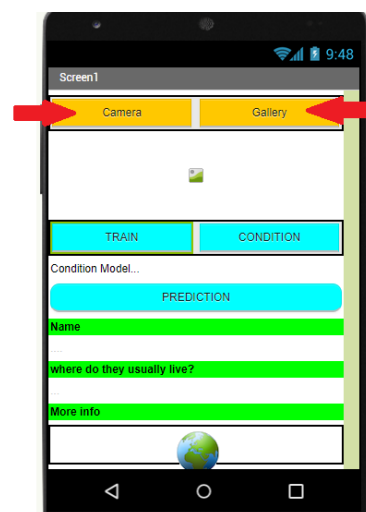 9:48
Screen1
Camera Gallery
TRAIN CONDITION
Condition Model...
PREDICTION
Name
....
where do they usually live?
...
More info